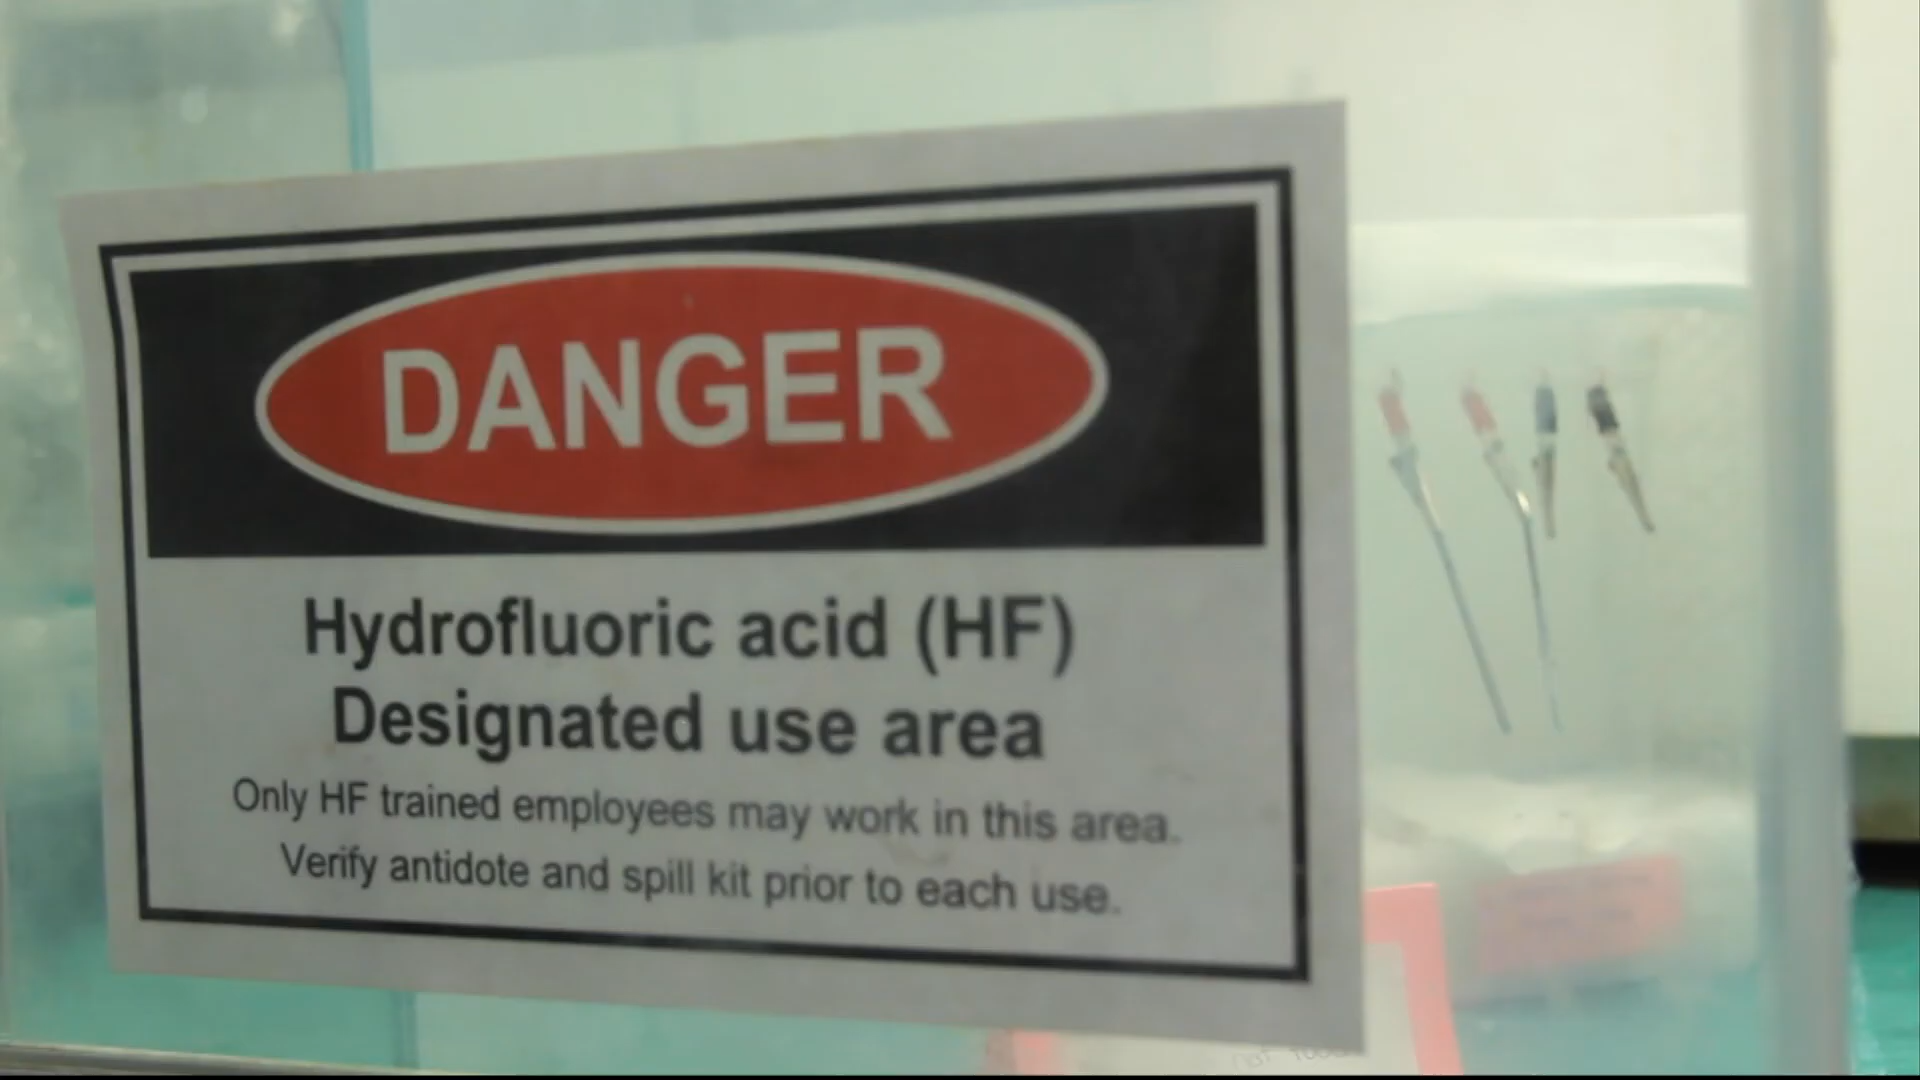 DANGER
Hydrofluoric acid (HF)
Designated use area
Only HF trained employees may work in this area.
Verify antidote and spill kit prior to each use.
not